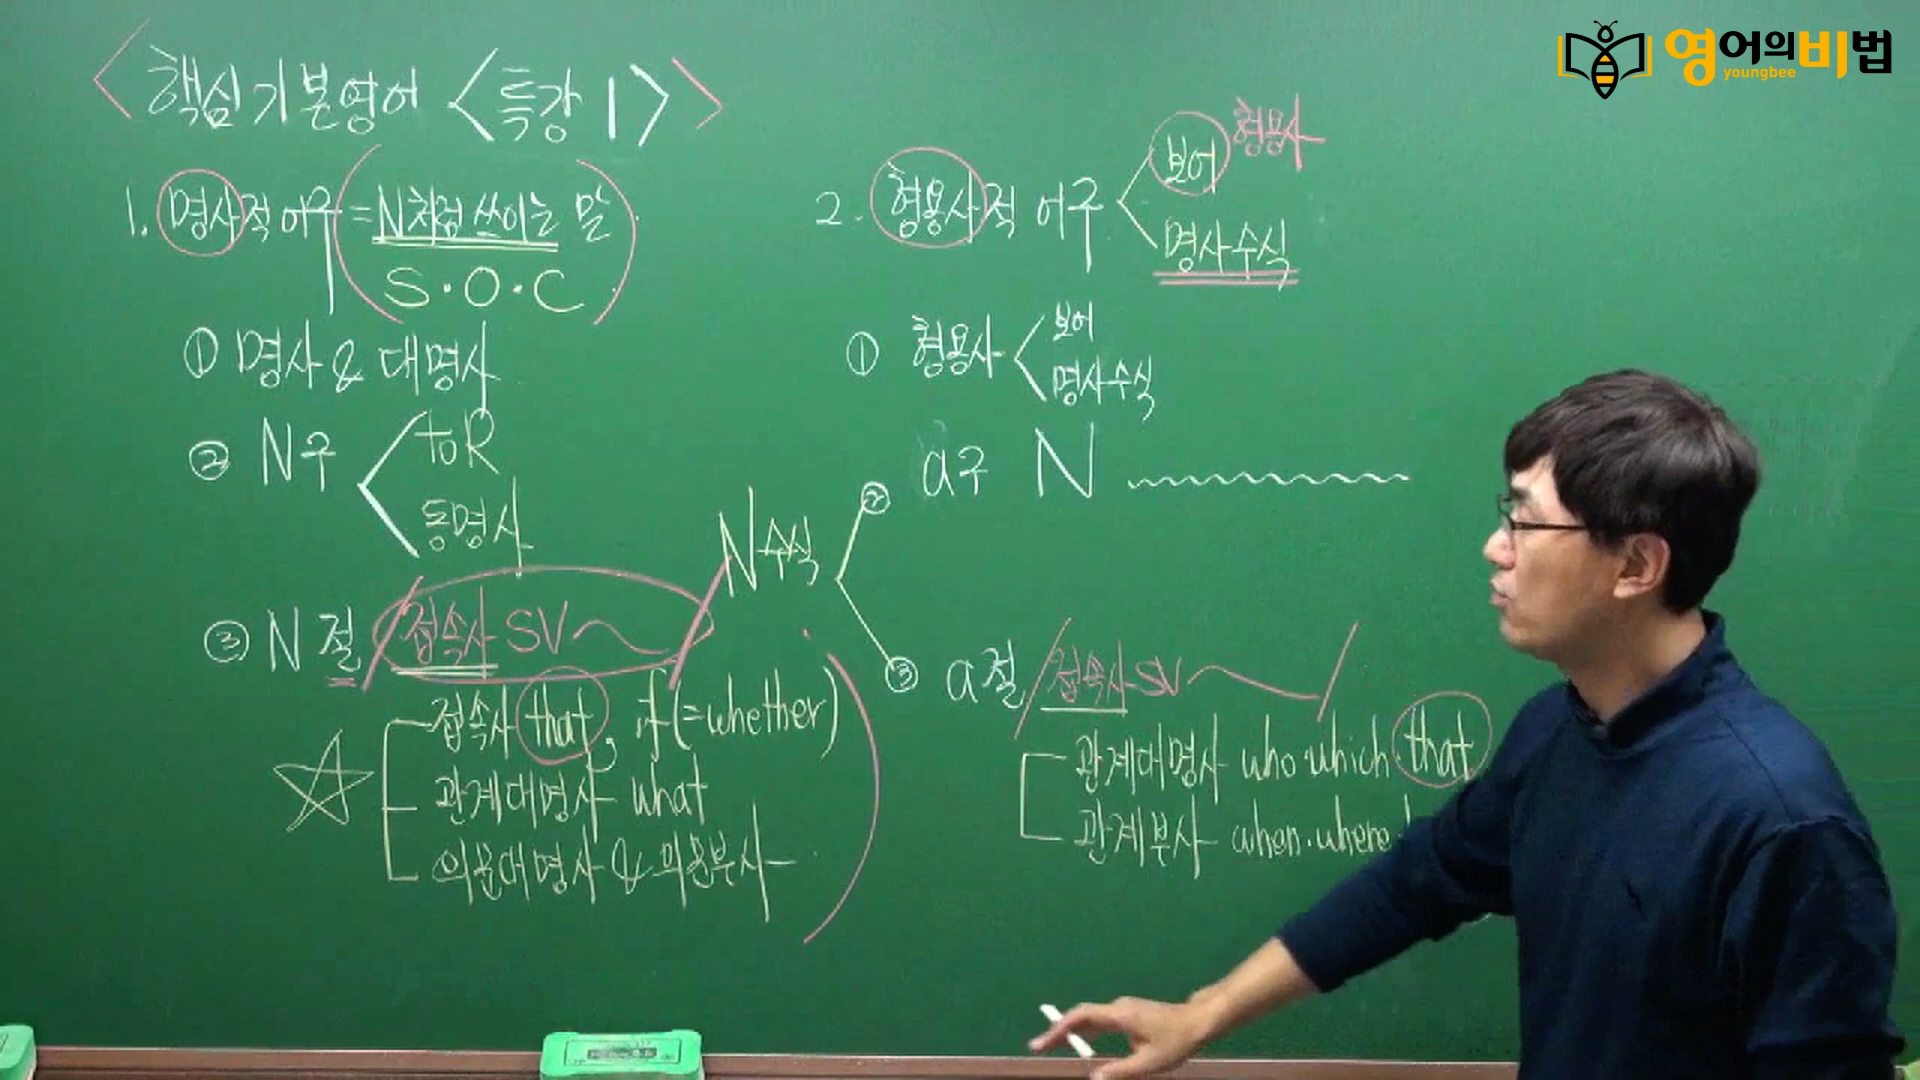 영어의비법
youngbee
<핵심기본영어 <특강 1>>
1. 명사적 어구 = N처럼 쓰이는 말
S·O·C
① 명사 & 대명사
② N구 toR
동명사
③ N절 접속사 SV
접속사 that, if (=whether)
관계대명사 what
의문대명사 & 의문부사
N수식
2. 형용사적 어구 보어 형용사
명사수식
① 형용사 보어
명사수식
② a구 N
③ a절 접속사 SV
관계대명사 who·which·that
관계부사 when·where·